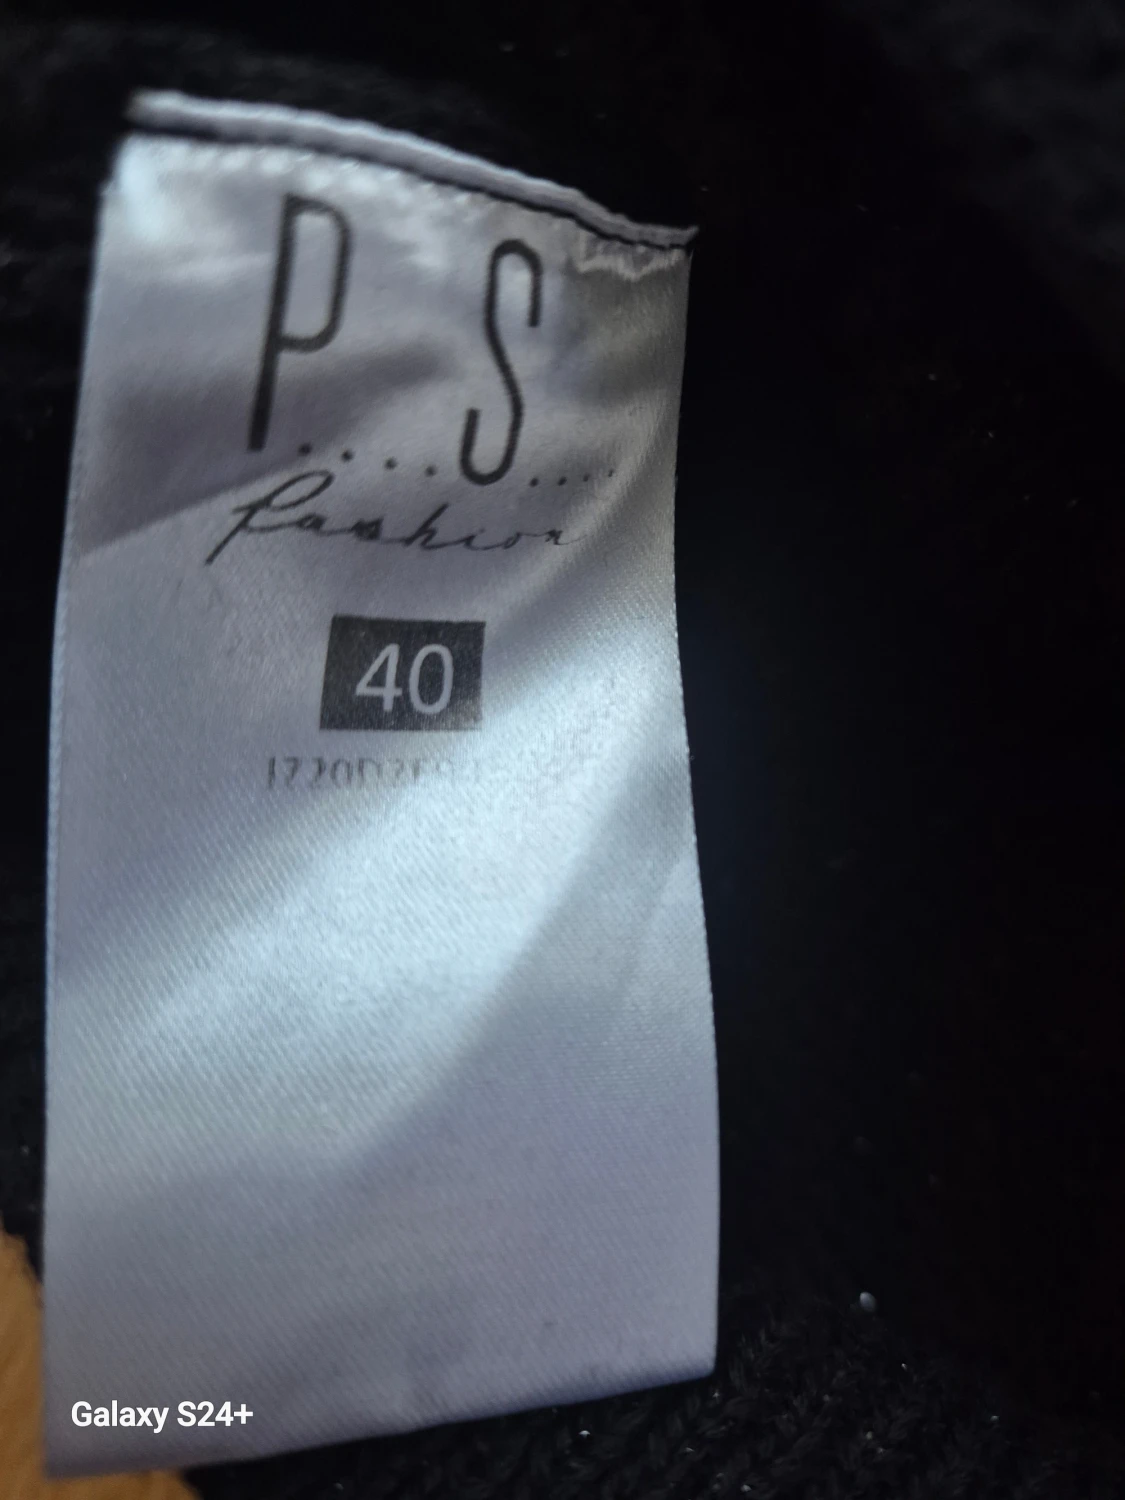 P....S....
fashion
40
Galaxy S24+